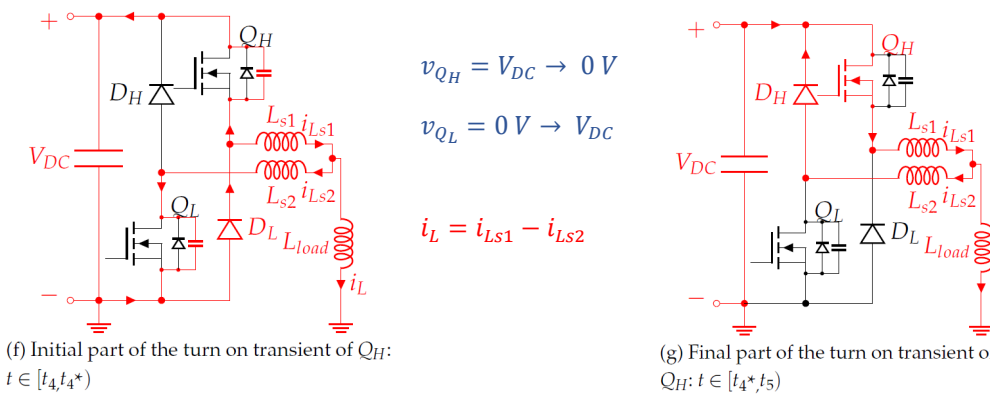 +
Q_H
D_H
L_{s1} i_{Ls1}
V_{DC}
L_{s2} i_{Ls2}
Q_L
D_L L_{load}
i_L
−
(f) Initial part of the turn on transient of Q_H:
t ∈ [t_4,t_4*)
v_{Q_H} = V_{DC} → 0 V
v_{Q_L} = 0 V → V_{DC}
i_L = i_{Ls1} − i_{Ls2}
+
Q_H
D_H
L_{s1} i_{Ls1}
V_{DC}
L_{s2} i_{Ls2}
Q_L
D_L L_{load}
−
(g) Final part of the turn on transient o
Q_H: t ∈ [t_4*,t_5)